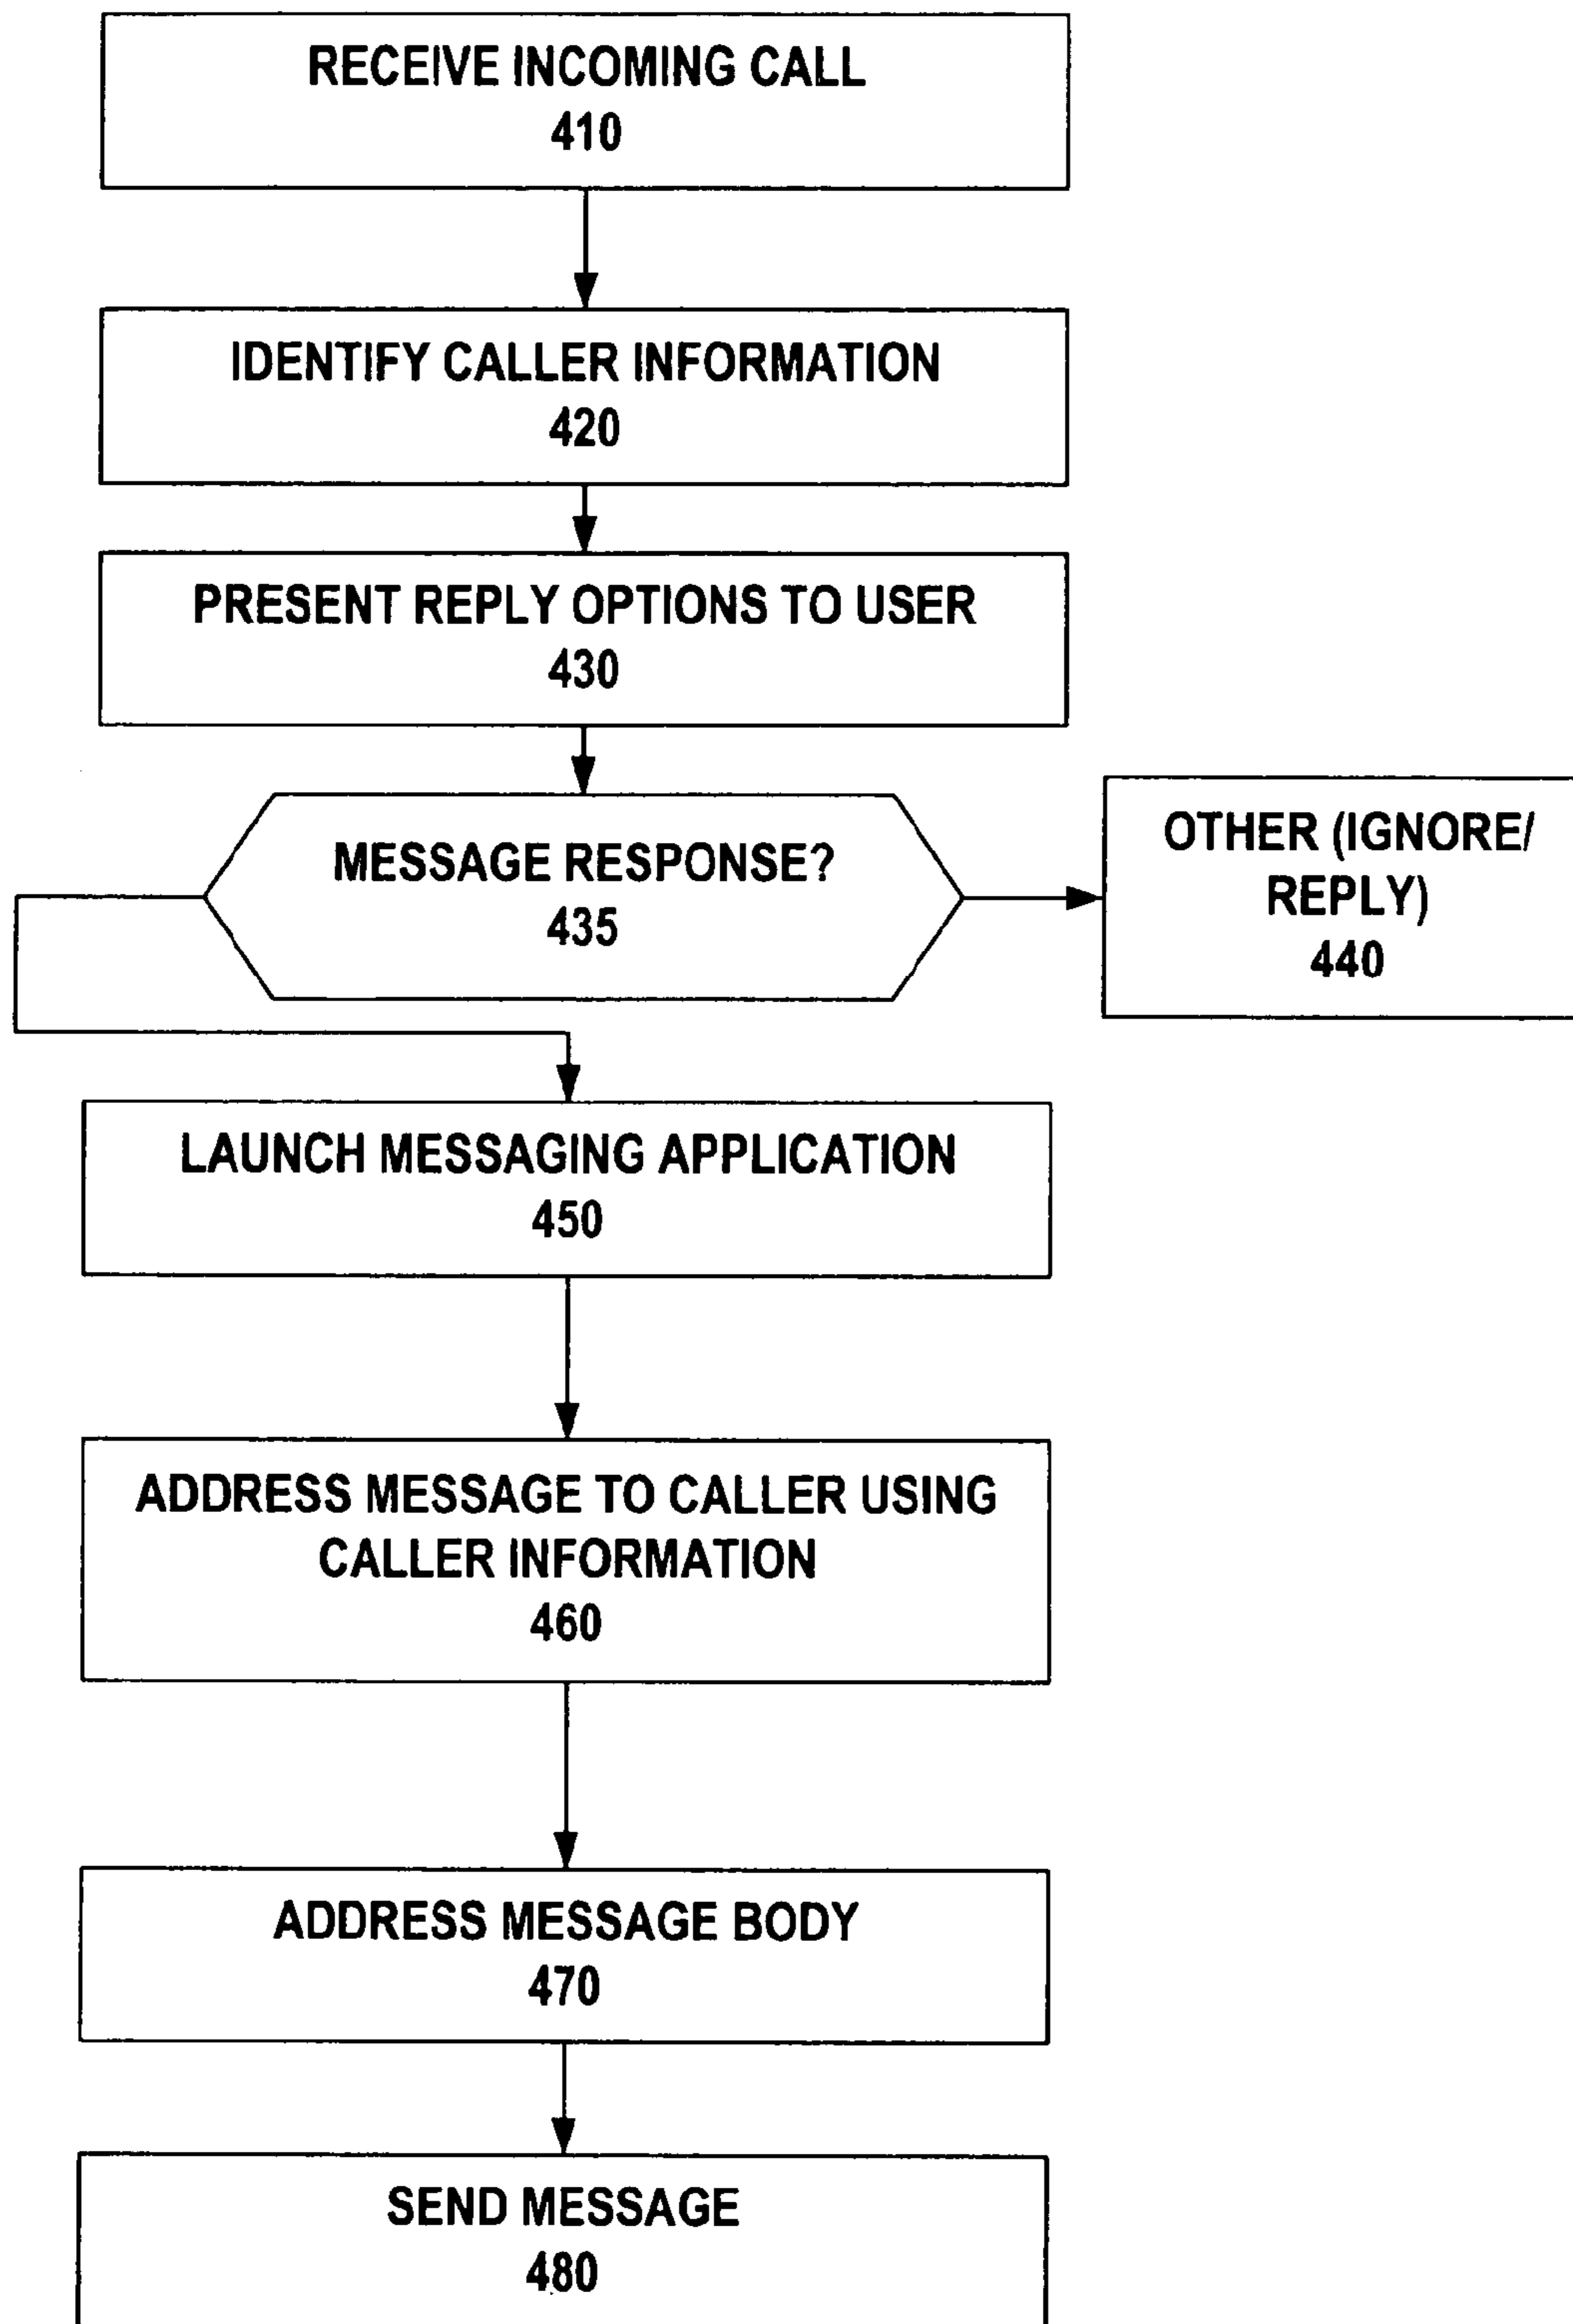 RECEIVE INCOMING CALL
410
IDENTIFY CALLER INFORMATION
420
PRESENT REPLY OPTIONS TO USER
430
MESSAGE RESPONSE?
435
OTHER (IGNORE/
REPLY)
440
LAUNCH MESSAGING APPLICATION
450
ADDRESS MESSAGE TO CALLER USING
CALLER INFORMATION
460
ADDRESS MESSAGE BODY
470
SEND MESSAGE
480